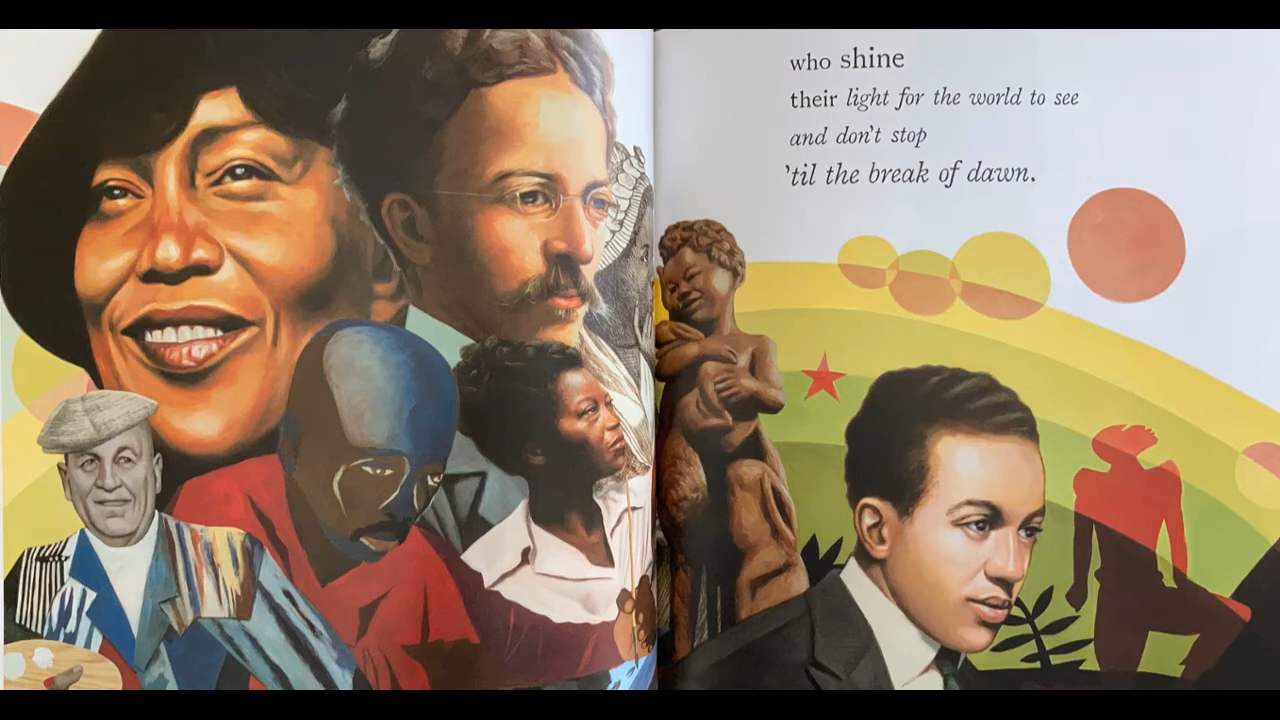 who shine
their light for the world to see
and don't stop
'til the break of dawn.